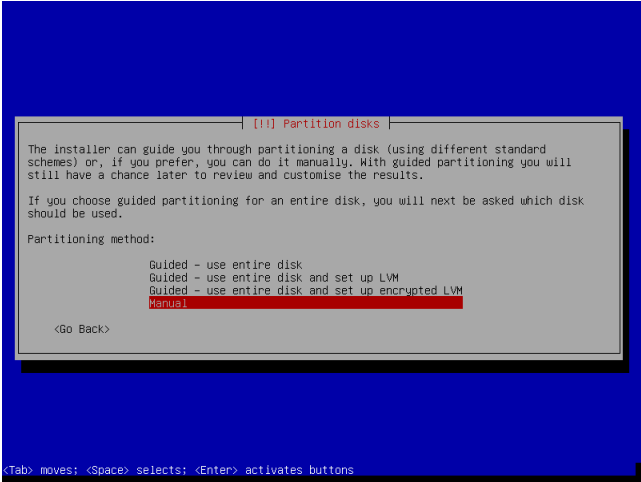 [!!] Partition disks
The installer can guide you through partitioning a disk (using different standard
schemes) or, if you prefer, you can do it manually. With guided partitioning you will
still have a chance later to review and customise the results.
If you choose guided partitioning for an entire disk, you will next be asked which disk
should be used.
Partitioning method:
Guided – use entire disk
Guided – use entire disk and set up LVM
Guided – use entire disk and set up encrypted LVM
Manual
<Go Back>
<Tab> moves; <Space> selects; <Enter> activates buttons